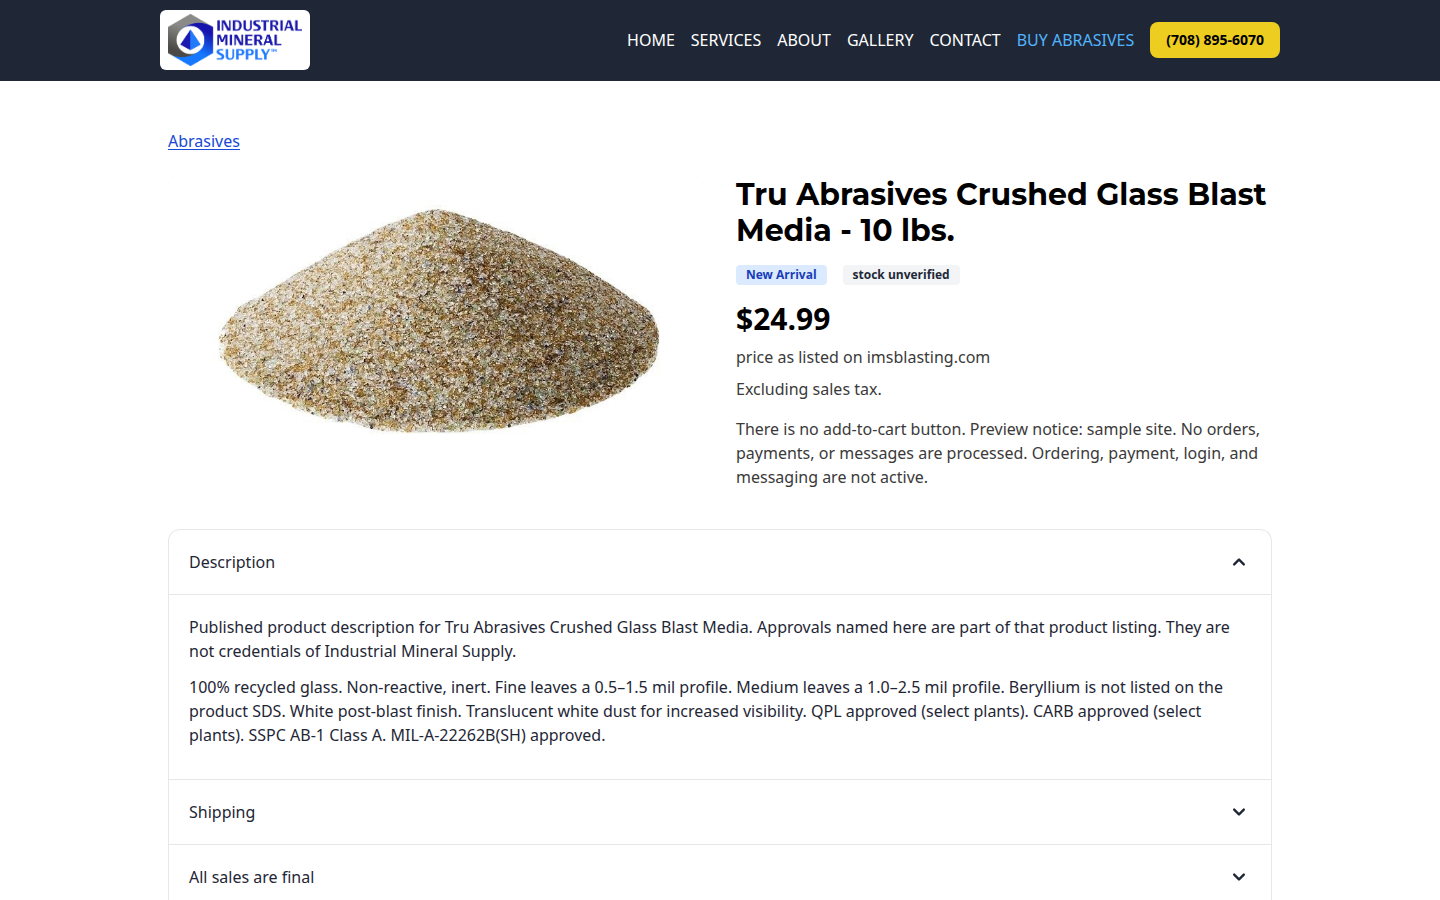 INDUSTRIAL
MINERAL
SUPPLY™
HOME SERVICES ABOUT GALLERY CONTACT BUY ABRASIVES (708) 895-6070
Abrasives
Tru Abrasives Crushed Glass Blast
Media - 10 lbs.
New Arrival stock unverified
$24.99
price as listed on imsblasting.com
Excluding sales tax.
There is no add-to-cart button. Preview notice: sample site. No orders,
payments, or messages are processed. Ordering, payment, login, and
messaging are not active.
Description
Published product description for Tru Abrasives Crushed Glass Blast Media. Approvals named here are part of that product listing. They are
not credentials of Industrial Mineral Supply.
100% recycled glass. Non-reactive, inert. Fine leaves a 0.5–1.5 mil profile. Medium leaves a 1.0–2.5 mil profile. Beryllium is not listed on the
product SDS. White post-blast finish. Translucent white dust for increased visibility. QPL approved (select plants). CARB approved (select
plants). SSPC AB-1 Class A. MIL-A-22262B(SH) approved.
Shipping
All sales are final